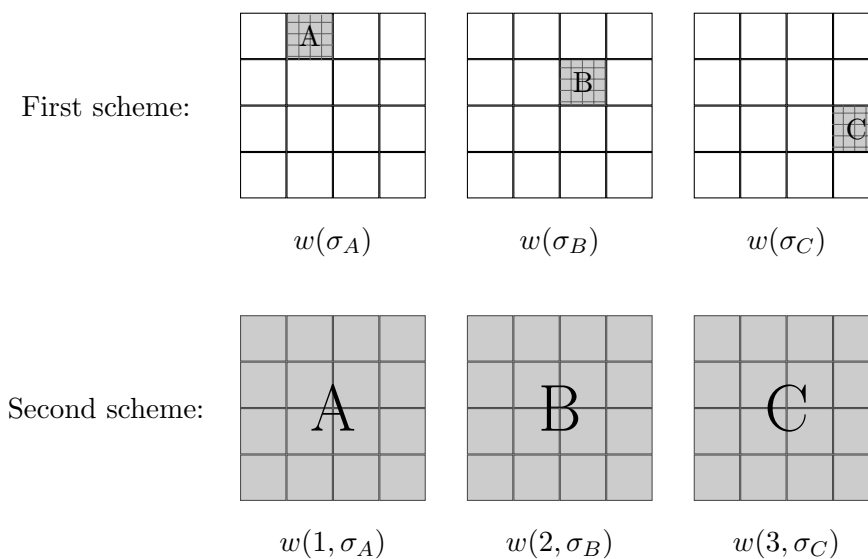 A B C
First scheme:
w(σ_A) w(σ_B) w(σ_C)
A B C
Second scheme:
w(1, σ_A) w(2, σ_B) w(3, σ_C)